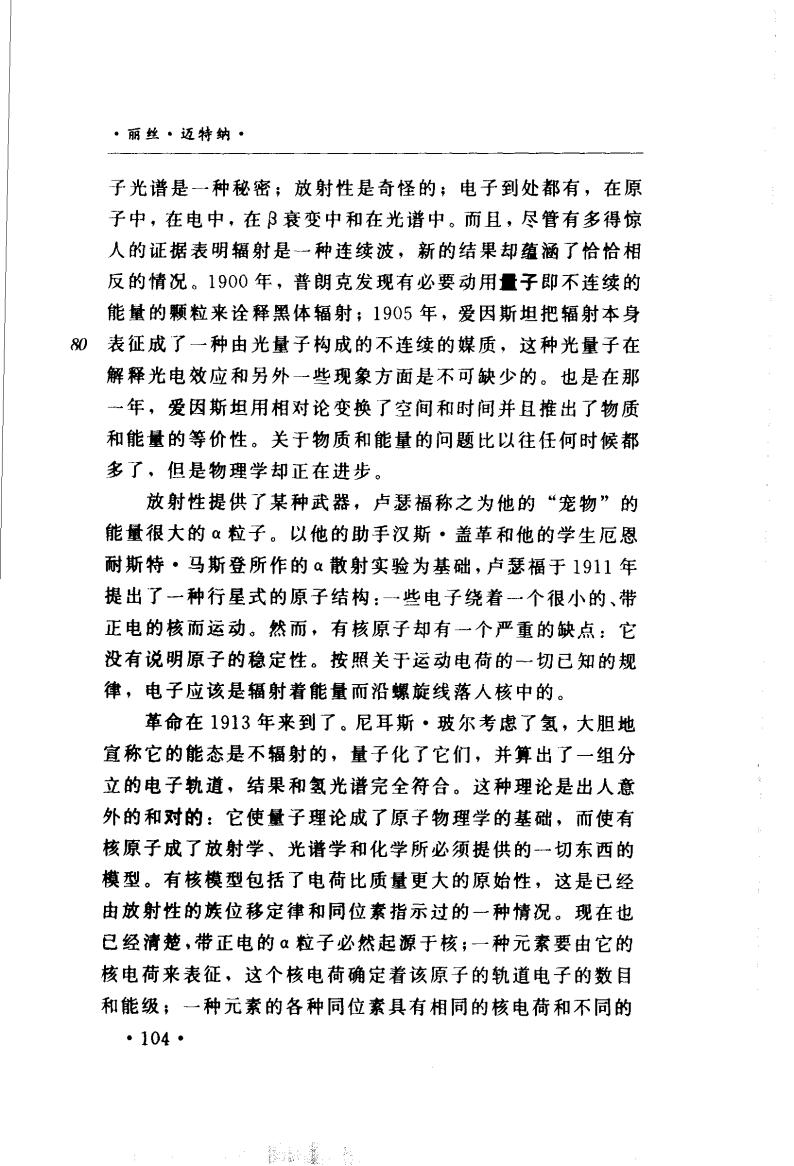 ·丽丝·迈特纳·
子光谱是一种秘密；放射性是奇怪的；电子到处都有，在原
子中，在电中，在β衰变中和在光谱中。而且，尽管有多得惊
人的证据表明辐射是一种连续波，新的结果却蕴涵了恰恰相
反的情况。1900年，普朗克发现有必要动用量子即不连续的
能量的颗粒来诠释黑体辐射；1905年，爱因斯坦把辐射本身
80 表征成了一种由光量子构成的不连续的媒质，这种光量子在
解释光电效应和另外一些现象方面是不可缺少的。也是在那
一年，爱因斯坦用相对论变换了空间和时间并且推出了物质
和能量的等价性。关于物质和能量的问题比以往任何时候都
多了，但是物理学却正在进步。
放射性提供了某种武器，卢瑟福称之为他的“宠物”的
能量很大的α粒子。以他的助手汉斯·盖革和他的学生厄恩
耐斯特·马斯登所作的α散射实验为基础，卢瑟福于1911年
提出了一种行星式的原子结构：一些电子绕着一个很小的、带
正电的核而运动。然而，有核原子却有一个严重的缺点：它
没有说明原子的稳定性。按照关于运动电荷的一切已知的规
律，电子应该是辐射着能量而沿螺旋线落人核中的。
革命在1913年来到了。尼耳斯·玻尔考虑了氢，大胆地
宣称它的能态是不辐射的，量子化了它们，并算出了一组分
立的电子轨道，结果和氢光谱完全符合。这种理论是出人意
外的和对的：它使量子理论成了原子物理学的基础，而使有
核原子成了放射学、光谱学和化学所必须提供的一切东西的
模型。有核模型包括了电荷比质量更大的原始性，这是已经
由放射性的族位移定律和同位素指示过的一种情况。现在也
已经清楚，带正电的α粒子必然起源于核；一种元素要由它的
核电荷来表征，这个核电荷确定着该原子的轨道电子的数目
和能级；一种元素的各种同位素具有相同的核电荷和不同的
·104·